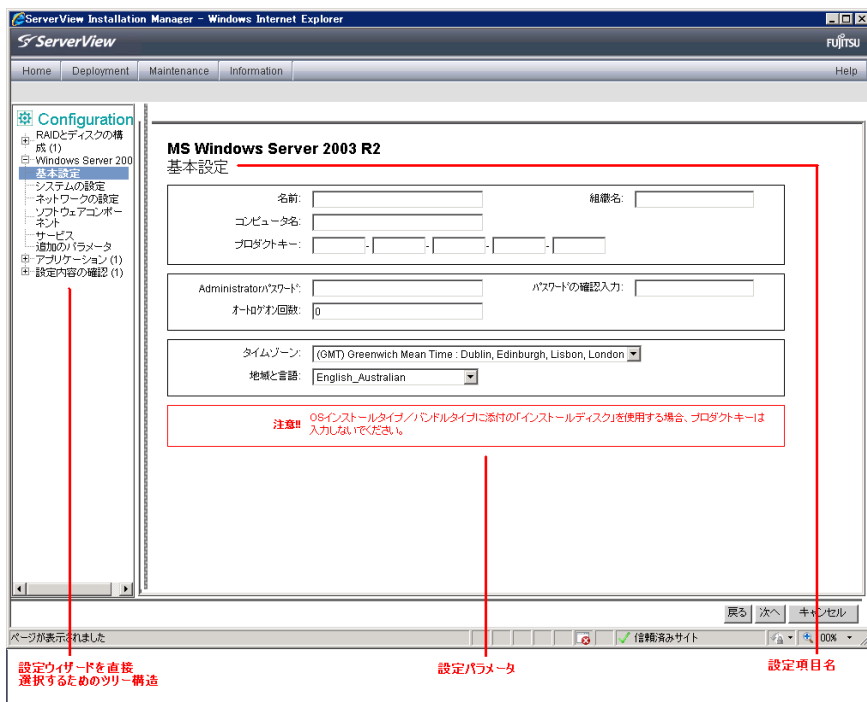 ServerView Installation Manager - Windows Internet Explorer
ServerView
FUJITSU
Home Deployment Maintenance Information Help
Configuration
RAIDとディスクの構
成 (1)
Windows Server 200
基本設定
システムの設定
ネットワークの設定
ソフトウェアコンポー
ネント
サービス
追加のパラメータ
アプリケーション (1)
設定内容の確認 (1)
MS Windows Server 2003 R2
基本設定
名前:
組織名:
コンピュータ名:
プロダクトキー: - - - -
Administratorパスワード:
パスワードの確認入力:
オートログオン回数: 0
タイムゾーン: (GMT) Greenwich Mean Time : Dublin, Edinburgh, Lisbon, London
地域と言語: English_Australian
注意!! OSインストールタイプ/バンドルタイプに添付の「インストールディスク」を使用する場合、プロダクトキーは
入力しないでください。
戻る 次へ キャンセル
ページが表示されました
信頼済みサイト
00%
設定ウィザードを直接
選択するためのツリー構造
設定パラメータ
設定項目名